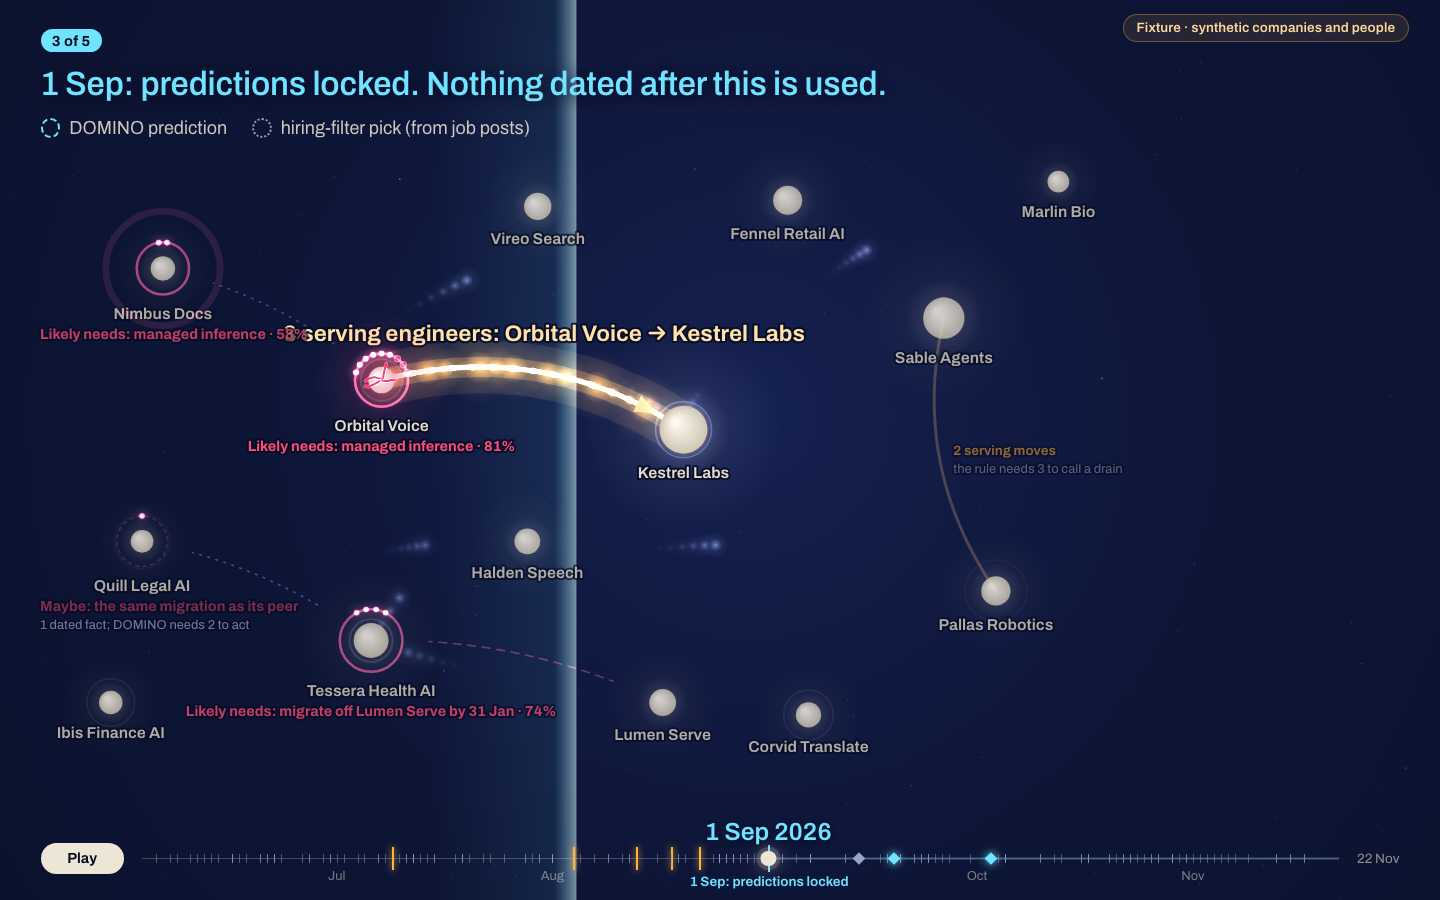 3 of 5
Fixture · synthetic companies and people
1 Sep: predictions locked. Nothing dated after this is used.
DOMINO prediction
hiring-filter pick (from job posts)
Marlin Bio
Vireo Search
Fennel Retail AI
Nimbus Docs
Likely needs: managed inference ·
serving engineers: Orbital Voice → Kestrel Labs
Sable Agents
Orbital Voice
Likely needs: managed inference · 81%
2 serving moves
the rule needs 3 to call a drain
Kestrel Labs
Halden Speech
Quill Legal AI
Maybe: the same migration as its peer
1 dated fact; DOMINO needs 2 to act
Pallas Robotics
Tessera Health AI
Likely needs: migrate off Lumen Serve by 31 Jan · 74%
Ibis Finance AI
Lumen Serve
Corvid Translate
1 Sep 2026
Play
22 Nov
Jul
Aug
1 Sep: predictions locked
Oct
Nov